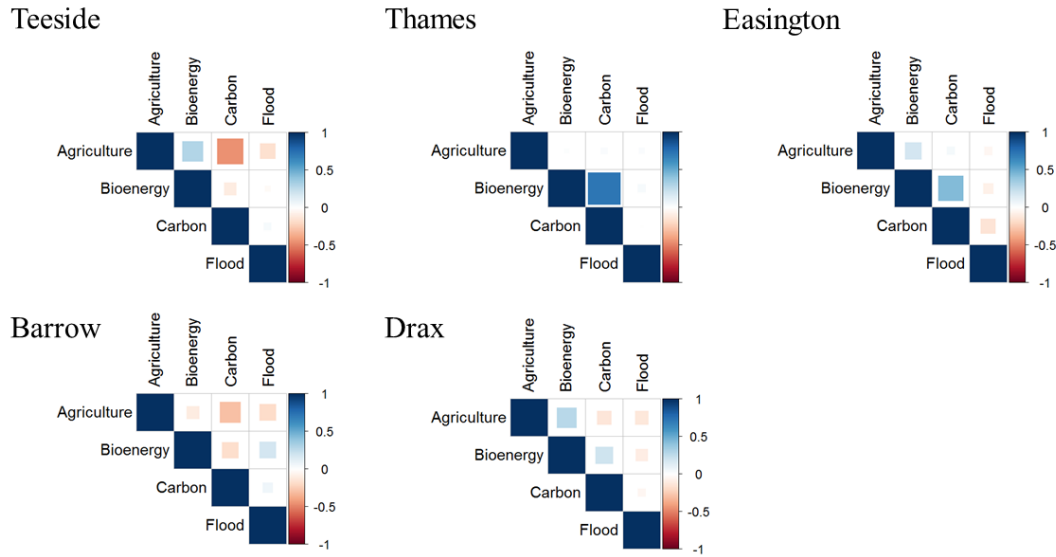 Teeside
Agriculture
Bioenergy
Carbon
Flood
Agriculture
Bioenergy
Carbon
Flood
1
0.5
0
-0.5
-1
Thames
Agriculture
Bioenergy
Carbon
Flood
Agriculture
Bioenergy
Carbon
Flood
Easington
Agriculture
Bioenergy
Carbon
Flood
Agriculture
Bioenergy
Carbon
Flood
1
0.5
0
-0.5
-1
Barrow
Agriculture
Bioenergy
Carbon
Flood
Agriculture
Bioenergy
Carbon
Flood
1
0.5
0
-0.5
-1
Drax
Agriculture
Bioenergy
Carbon
Flood
Agriculture
Bioenergy
Carbon
Flood
1
0.5
0
-0.5
-1